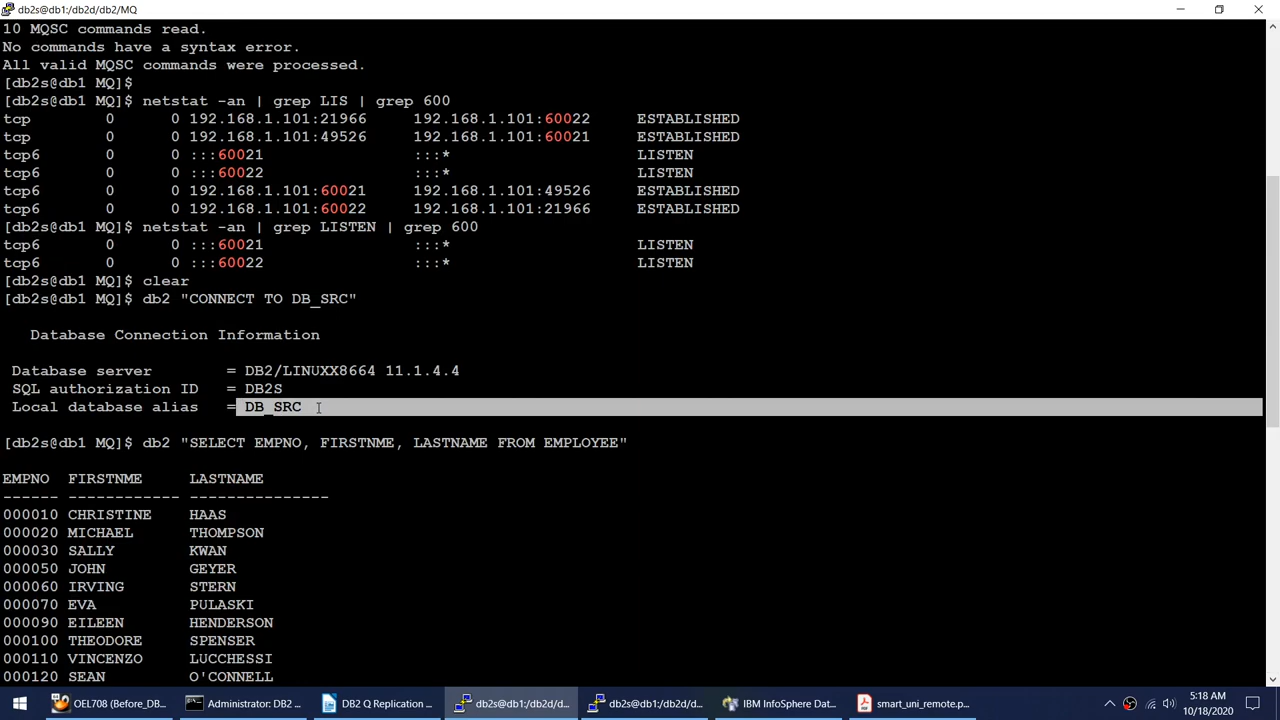 db2s@db1:/db2d/db2/MQ
10 MQSC commands read.
No commands have a syntax error.
All valid MQSC commands were processed.
[db2s@db1 MQ]$
[db2s@db1 MQ]$ netstat -an | grep LIS | grep 600
tcp 0 0 192.168.1.101:21966 192.168.1.101:60022 ESTABLISHED
tcp 0 0 192.168.1.101:49526 192.168.1.101:60021 ESTABLISHED
tcp6 0 0 :::60021 :::* LISTEN
tcp6 0 0 :::60022 :::* LISTEN
tcp6 0 0 192.168.1.101:60021 192.168.1.101:49526 ESTABLISHED
tcp6 0 0 192.168.1.101:60022 192.168.1.101:21966 ESTABLISHED
[db2s@db1 MQ]$ netstat -an | grep LISTEN | grep 600
tcp6 0 0 :::60021 :::* LISTEN
tcp6 0 0 :::60022 :::* LISTEN
[db2s@db1 MQ]$ clear
[db2s@db1 MQ]$ db2 "CONNECT TO DB_SRC"
Database Connection Information
Database server = DB2/LINUXX8664 11.1.4.4
SQL authorization ID = DB2S
Local database alias = DB_SRC
[db2s@db1 MQ]$ db2 "SELECT EMPNO, FIRSTNME, LASTNAME FROM EMPLOYEE"
EMPNO FIRSTNME LASTNAME
------ ------------ ---------------
000010 CHRISTINE HAAS
000020 MICHAEL THOMPSON
000030 SALLY KWAN
000050 JOHN GEYER
000060 IRVING STERN
000070 EVA PULASKI
000090 EILEEN HENDERSON
000100 THEODORE SPENSER
000110 VINCENZO LUCCHESSI
000120 SEAN O'CONNELL
OEL708 (Before_DB... Administrator: DB2 ... DB2 Q Replication ... db2s@db1:/db2d/d... db2s@db1:/db2d/d... IBM InfoSphere Dat... smart_uni_remote.p... 5:18 AM
10/18/2020